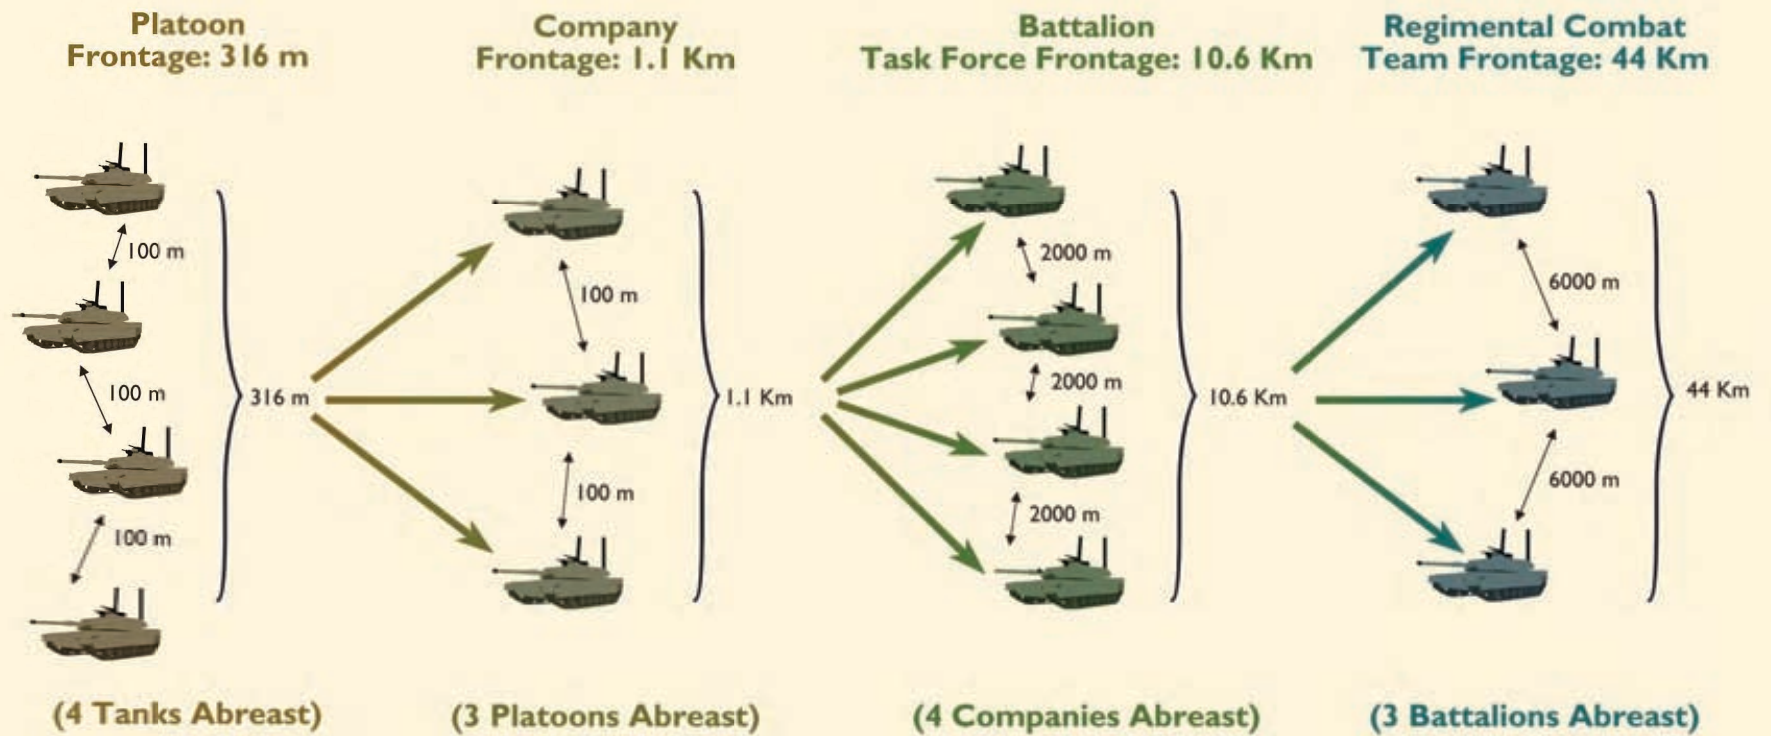 Platoon
Frontage: 316 m
Company
Frontage: 1.1 Km
Battalion
Task Force Frontage: 10.6 Km
Regimental Combat
Team Frontage: 44 Km
100 m
100 m
100 m
316 m
100 m
100 m
1.1 Km
2000 m
2000 m
2000 m
10.6 Km
6000 m
6000 m
44 Km
(4 Tanks Abreast)
(3 Platoons Abreast)
(4 Companies Abreast)
(3 Battalions Abreast)